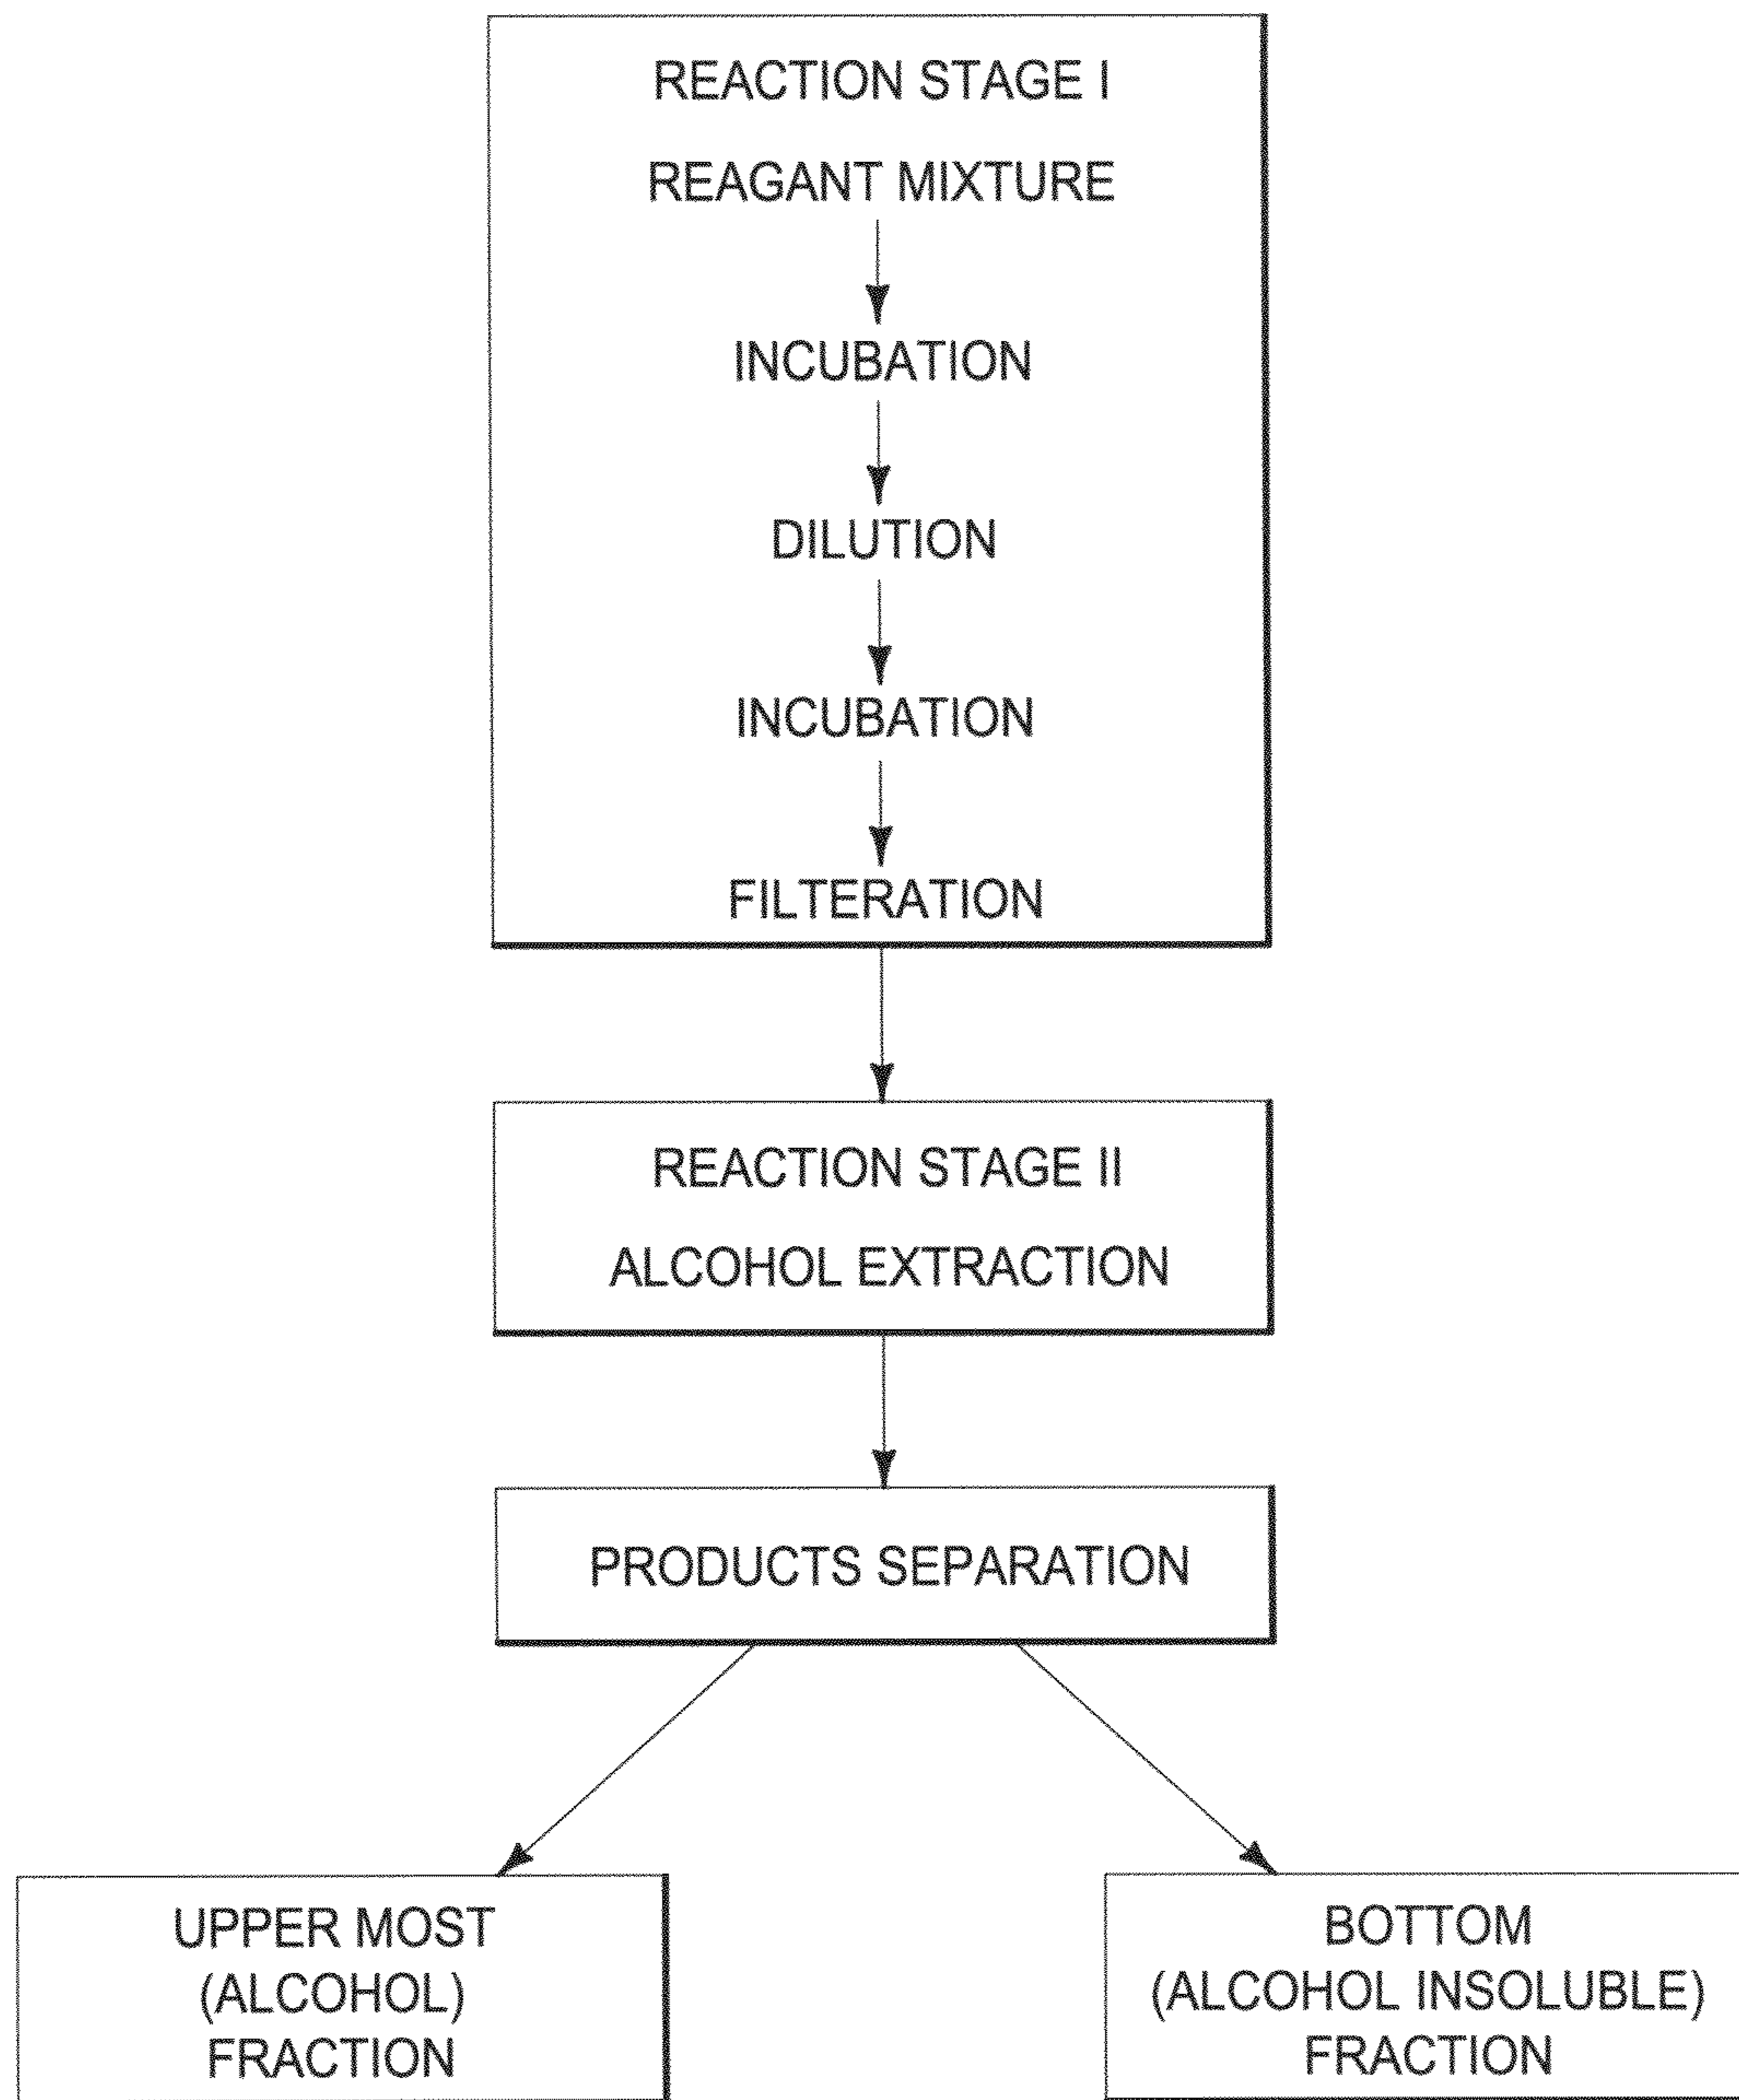 REACTION STAGE I
REAGANT MIXTURE
INCUBATION
DILUTION
INCUBATION
FILTERATION
REACTION STAGE II
ALCOHOL EXTRACTION
PRODUCTS SEPARATION
UPPER MOST
(ALCOHOL)
FRACTION
BOTTOM
(ALCOHOL INSOLUBLE)
FRACTION